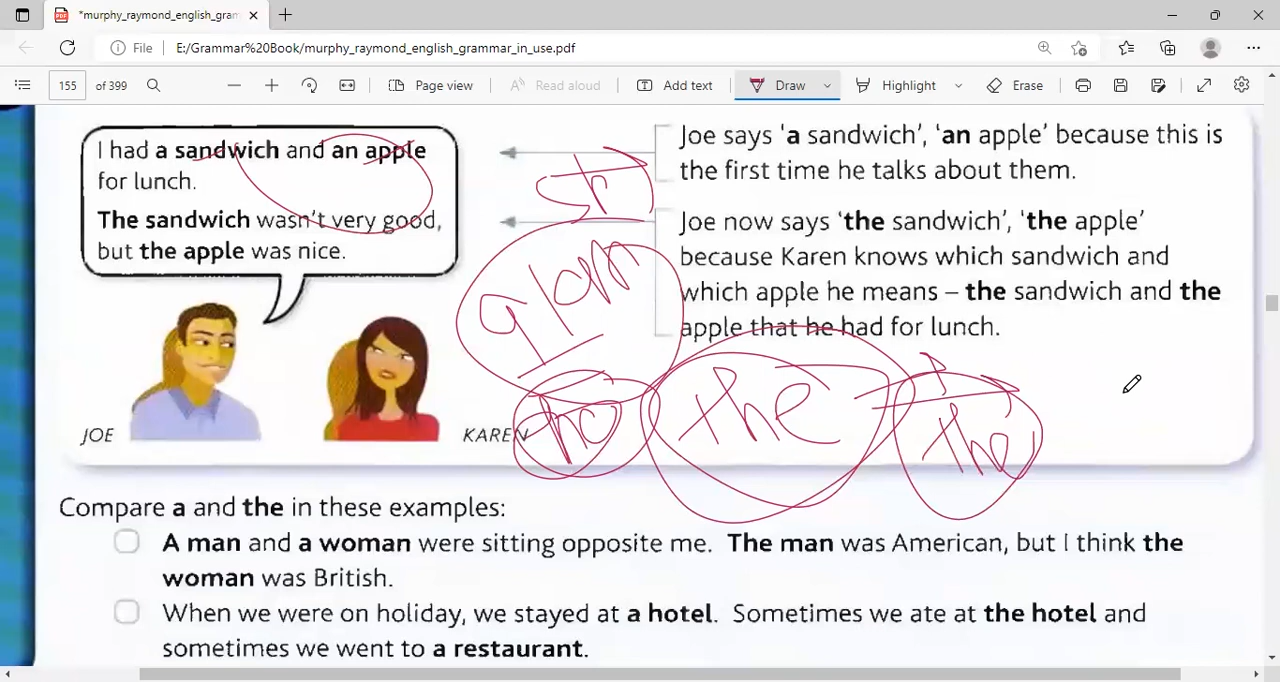 *murphy_raymond_english_gram
File E:/Grammar%20Book/murphy_raymond_english_grammar_in_use.pdf
155 of 399 Page view Read aloud Add text Draw Highlight Erase
I had a sandwich and an apple
for lunch.
The sandwich wasn't very good,
but the apple was nice.
JOE
KAREN
Joe says 'a sandwich', 'an apple' because this is
the first time he talks about them.
Joe now says 'the sandwich', 'the apple'
because Karen knows which sandwich and
which apple he means – the sandwich and the
apple that he had for lunch.
the the
Compare a and the in these examples:
A man and a woman were sitting opposite me. The man was American, but I think the
woman was British.
When we were on holiday, we stayed at a hotel. Sometimes we ate at the hotel and
sometimes we went to a restaurant.